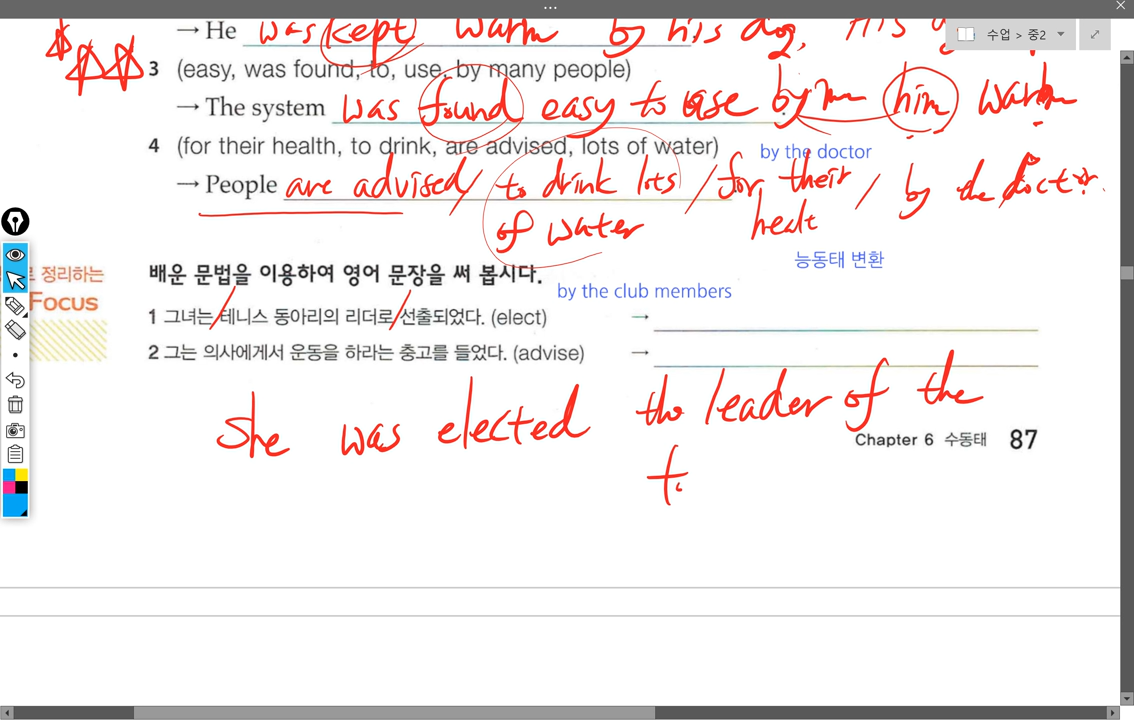 수업 > 중2
→ He was kept warm by his dog, His
3 (easy, was found, to, use, by many people)
→ The system was found easy to use by him warm
4 (for their health, to drink, are advised, lots of water) by the doctor
→ People are advised / to drink lots of water / for their healt / by the doctor.
능동태 변환
로 정리하는
Focus
배운 문법을 이용하여 영어 문장을 써 봅시다.
by the club members
1 그녀는 테니스 동아리의 리더로 선출되었다. (elect) →
2 그는 의사에게서 운동을 하라는 충고를 들었다. (advise) →
She was elected the leader of the
t
Chapter 6 수동태 87